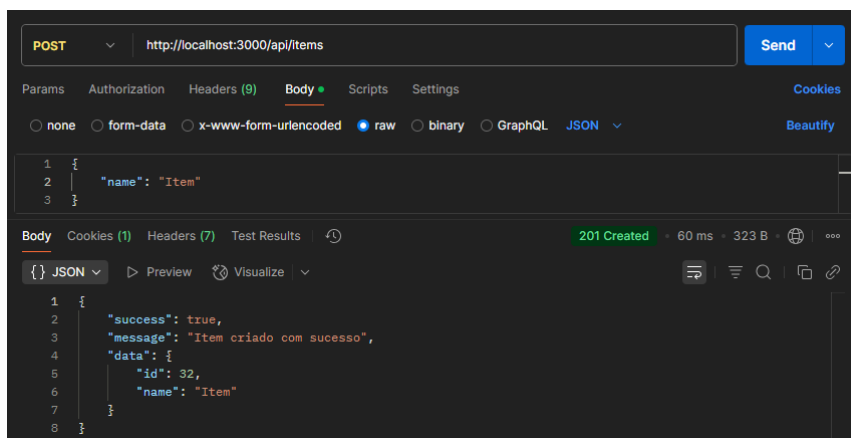 POST http://localhost:3000/api/items Send
Params Authorization Headers (9) Body Scripts Settings Cookies
none form-data x-www-form-urlencoded raw binary GraphQL JSON Beautify
1 {
2 "name": "Item"
3 }
Body Cookies (1) Headers (7) Test Results 201 Created 60 ms 323 B
{} JSON Preview Visualize
1 {
2 "success": true,
3 "message": "Item criado com sucesso",
4 "data": {
5 "id": 32,
6 "name": "Item"
7 }
8 }